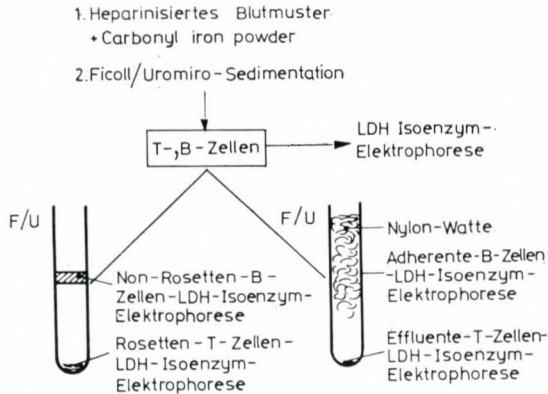 1. Heparinisiertes Blutmuster
+ Carbonyl iron powder
2. Ficoll/Uromiro-Sedimentation
T-,B-Zellen
LDH Isoenzym-
Elektrophorese
F/U
Non-Rosetten-B-
Zellen-LDH-Isoenzym-
Elektrophorese
Rosetten-T-Zellen-
LDH-Isoenzym-
Elektrophorese
F/U
Nylon-Watte
Adherente-B-Zellen
-LDH-Isoenzym-
Elektrophorese
Effluente-T-Zellen-
LDH-Isoenzym-
Elektrophorese